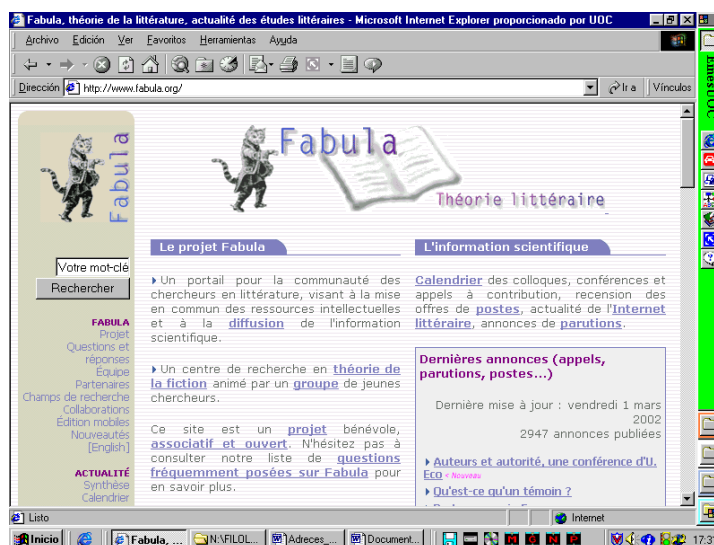 Fabula, théorie de la littérature, actualité des études littéraires - Microsoft Internet Explorer proporcionado por UOC
Archivo Edición Ver Favoritos Herramientas Ayuda
Dirección http://www.fabula.org/ Ir a Vínculos
EinesUOC
Fabula
Fabula
Théorie littéraire
Votre mot-clé
Rechercher
FABULA
Projet
Questions et
réponses
Équipe
Partenaires
Champs de recherche
Collaborations
Édition mobiles
Nouveautés
[English]
ACTUALITÉ
Synthèse
Calendrier
Le projet Fabula
Un portail pour la communauté des
chercheurs en littérature, visant à la mise
en commun des ressources intellectuelles
et à la diffusion de l'information
scientifique.
Un centre de recherche en théorie de
la fiction animé par un groupe de jeunes
chercheurs.
Ce site est un projet bénévole,
associatif et ouvert. N'hésitez pas à
consulter notre liste de questions
fréquemment posées sur Fabula pour
en savoir plus.
L'information scientifique
Calendrier des colloques, conférences et
appels à contribution, recension des
offres de postes, actualité de l'Internet
littéraire, annonces de parutions.
Dernières annonces (appels,
parutions, postes...)
Dernière mise à jour : vendredi 1 mars
2002
2947 annonces publiées
Auteurs et autorité, une conférence d'U.
Eco < Nouveau
Qu'est-ce qu'un témoin ?
Listo Internet
Inicio Fabula, ... N:\FILOL... Adreces_... Document... 17:3